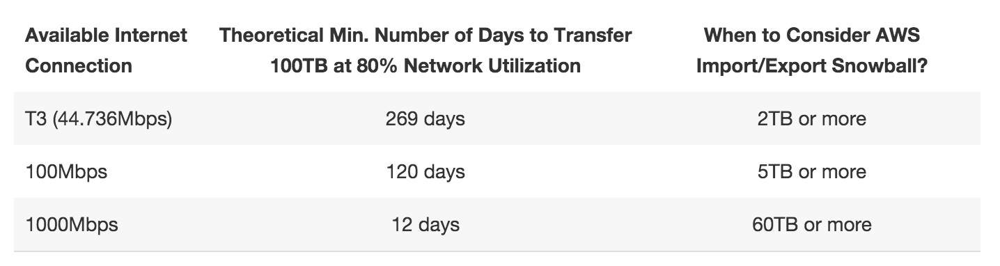 Available Internet Connection
Theoretical Min. Number of Days to Transfer 100TB at 80% Network Utilization
When to Consider AWS Import/Export Snowball?
T3 (44.736Mbps) 269 days 2TB or more
100Mbps 120 days 5TB or more
1000Mbps 12 days 60TB or more